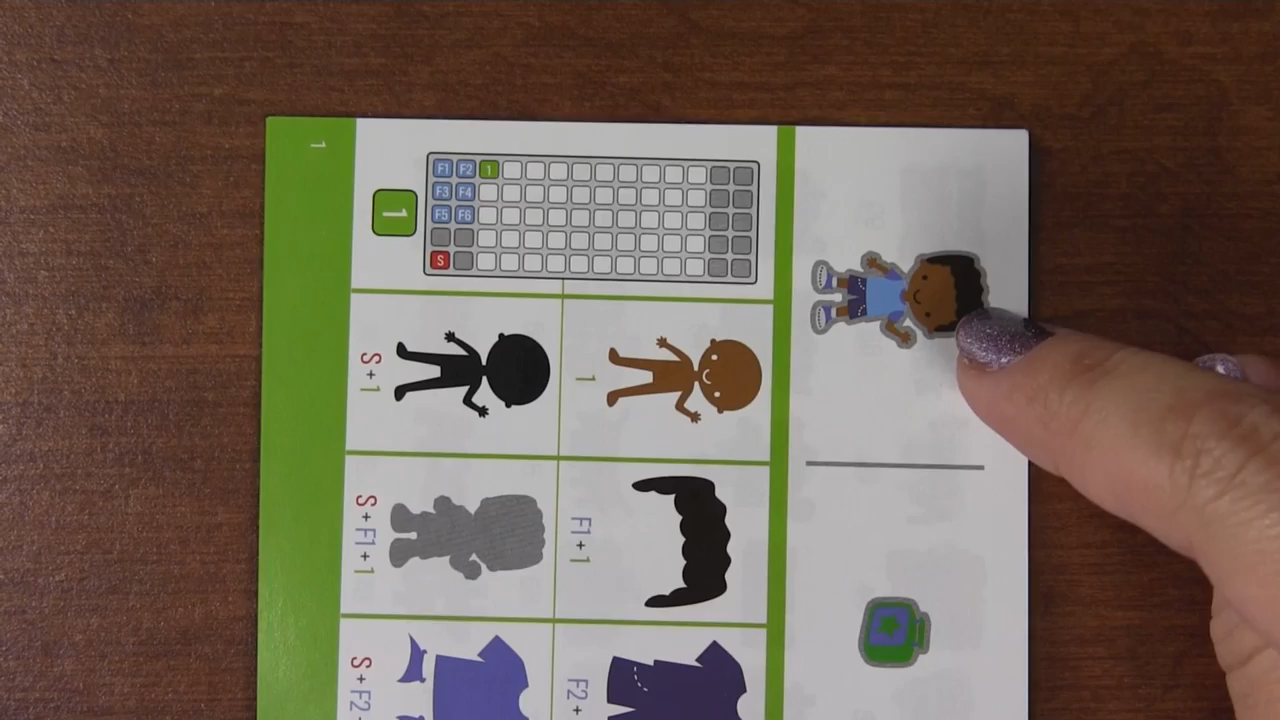 1
1
F1 F2 1
F3 F4
F5 F6
S
1
S + 1
F1 + 1
S + F1 + 1
F2 +
S + F2